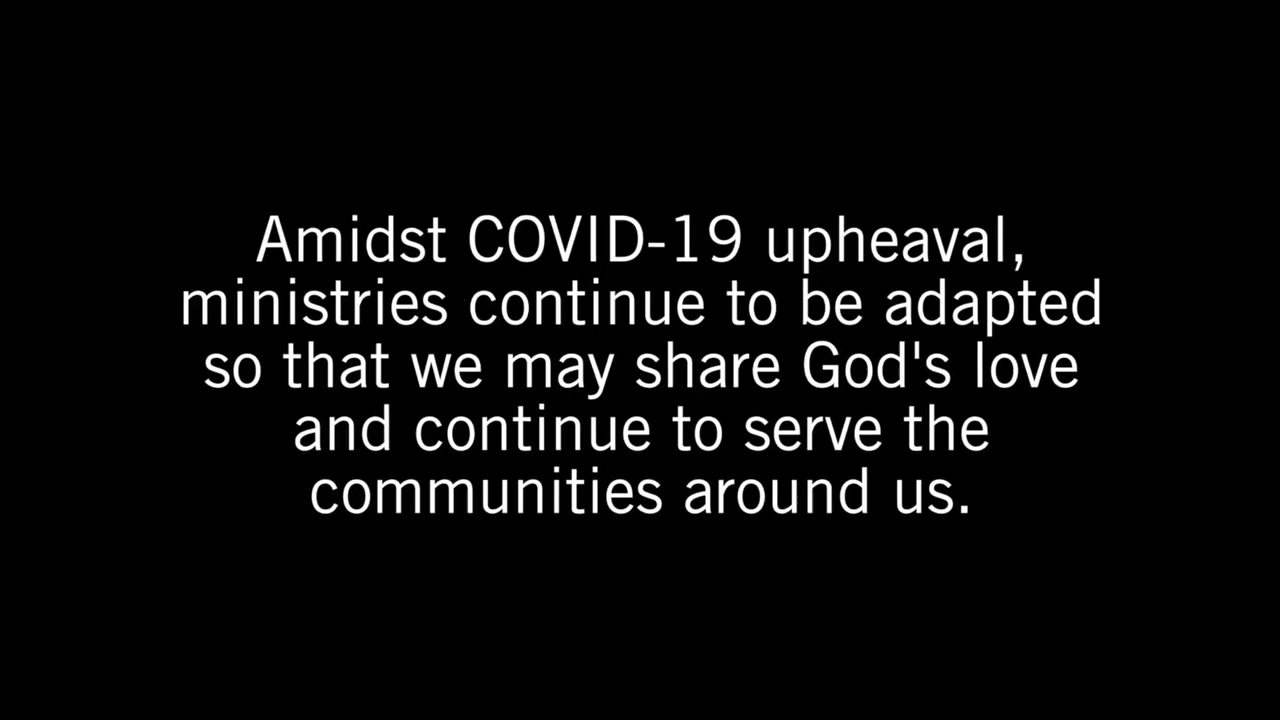 Amidst COVID-19 upheaval,
ministries continue to be adapted
so that we may share God's love
and continue to serve the
communities around us.